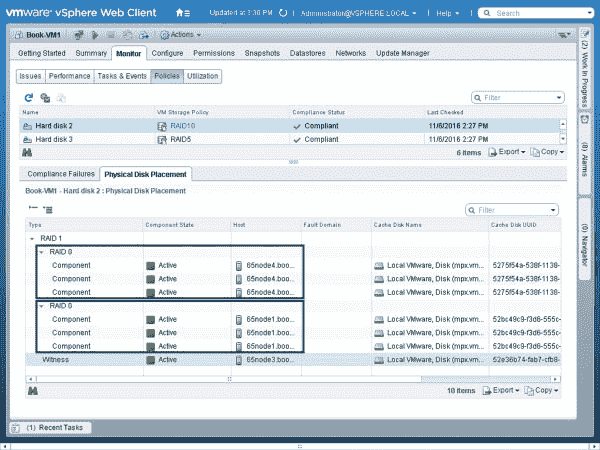 vmware vSphere Web Client Updated at 3:30 PM Administrator@VSPHERE.LOCAL Help Search
Book-VM1 Actions
Getting Started Summary Monitor Configure Permissions Snapshots Datastores Networks Update Manager
Issues Performance Tasks & Events Policies Utilization
Filter
Name VM Storage Policy Compliance Status Last Checked
Hard disk 2 RAID10 Compliant 11/6/2016 2:27 PM
Hard disk 3 RAID5 Compliant 11/6/2016 2:27 PM
6 items Export Copy
Compliance Failures Physical Disk Placement
Book-VM1 - Hard disk 2 : Physical Disk Placement
Filter
Type Component State Host Fault Domain Cache Disk Name Cache Disk UUID
RAID 1
RAID 0
Component Active 65node4.boo... Local VMware, Disk (mpx.vm... 5275f54a-538f-1138-
Component Active 65node4.boo... Local VMware, Disk (mpx.vm... 5275f54a-538f-1138-
Component Active 65node4.boo... Local VMware, Disk (mpx.vm... 5275f54a-538f-1138-
RAID 0
Component Active 65node1.boo... Local VMware, Disk (mpx.vm... 52bc49c9-f3d6-555c-
Component Active 65node1.boo... Local VMware, Disk (mpx.vm... 52bc49c9-f3d6-555c-
Component Active 65node1.boo... Local VMware, Disk (mpx.vm... 52bc49c9-f3d6-555c-
Witness Active 65node3.boo... Local VMware, Disk (mpx.vm... 52e36b74-fab7-cfb8-
10 items Export Copy
(1) Recent Tasks
(2) Work In Progress
(8) Alarms
(0) Navigator